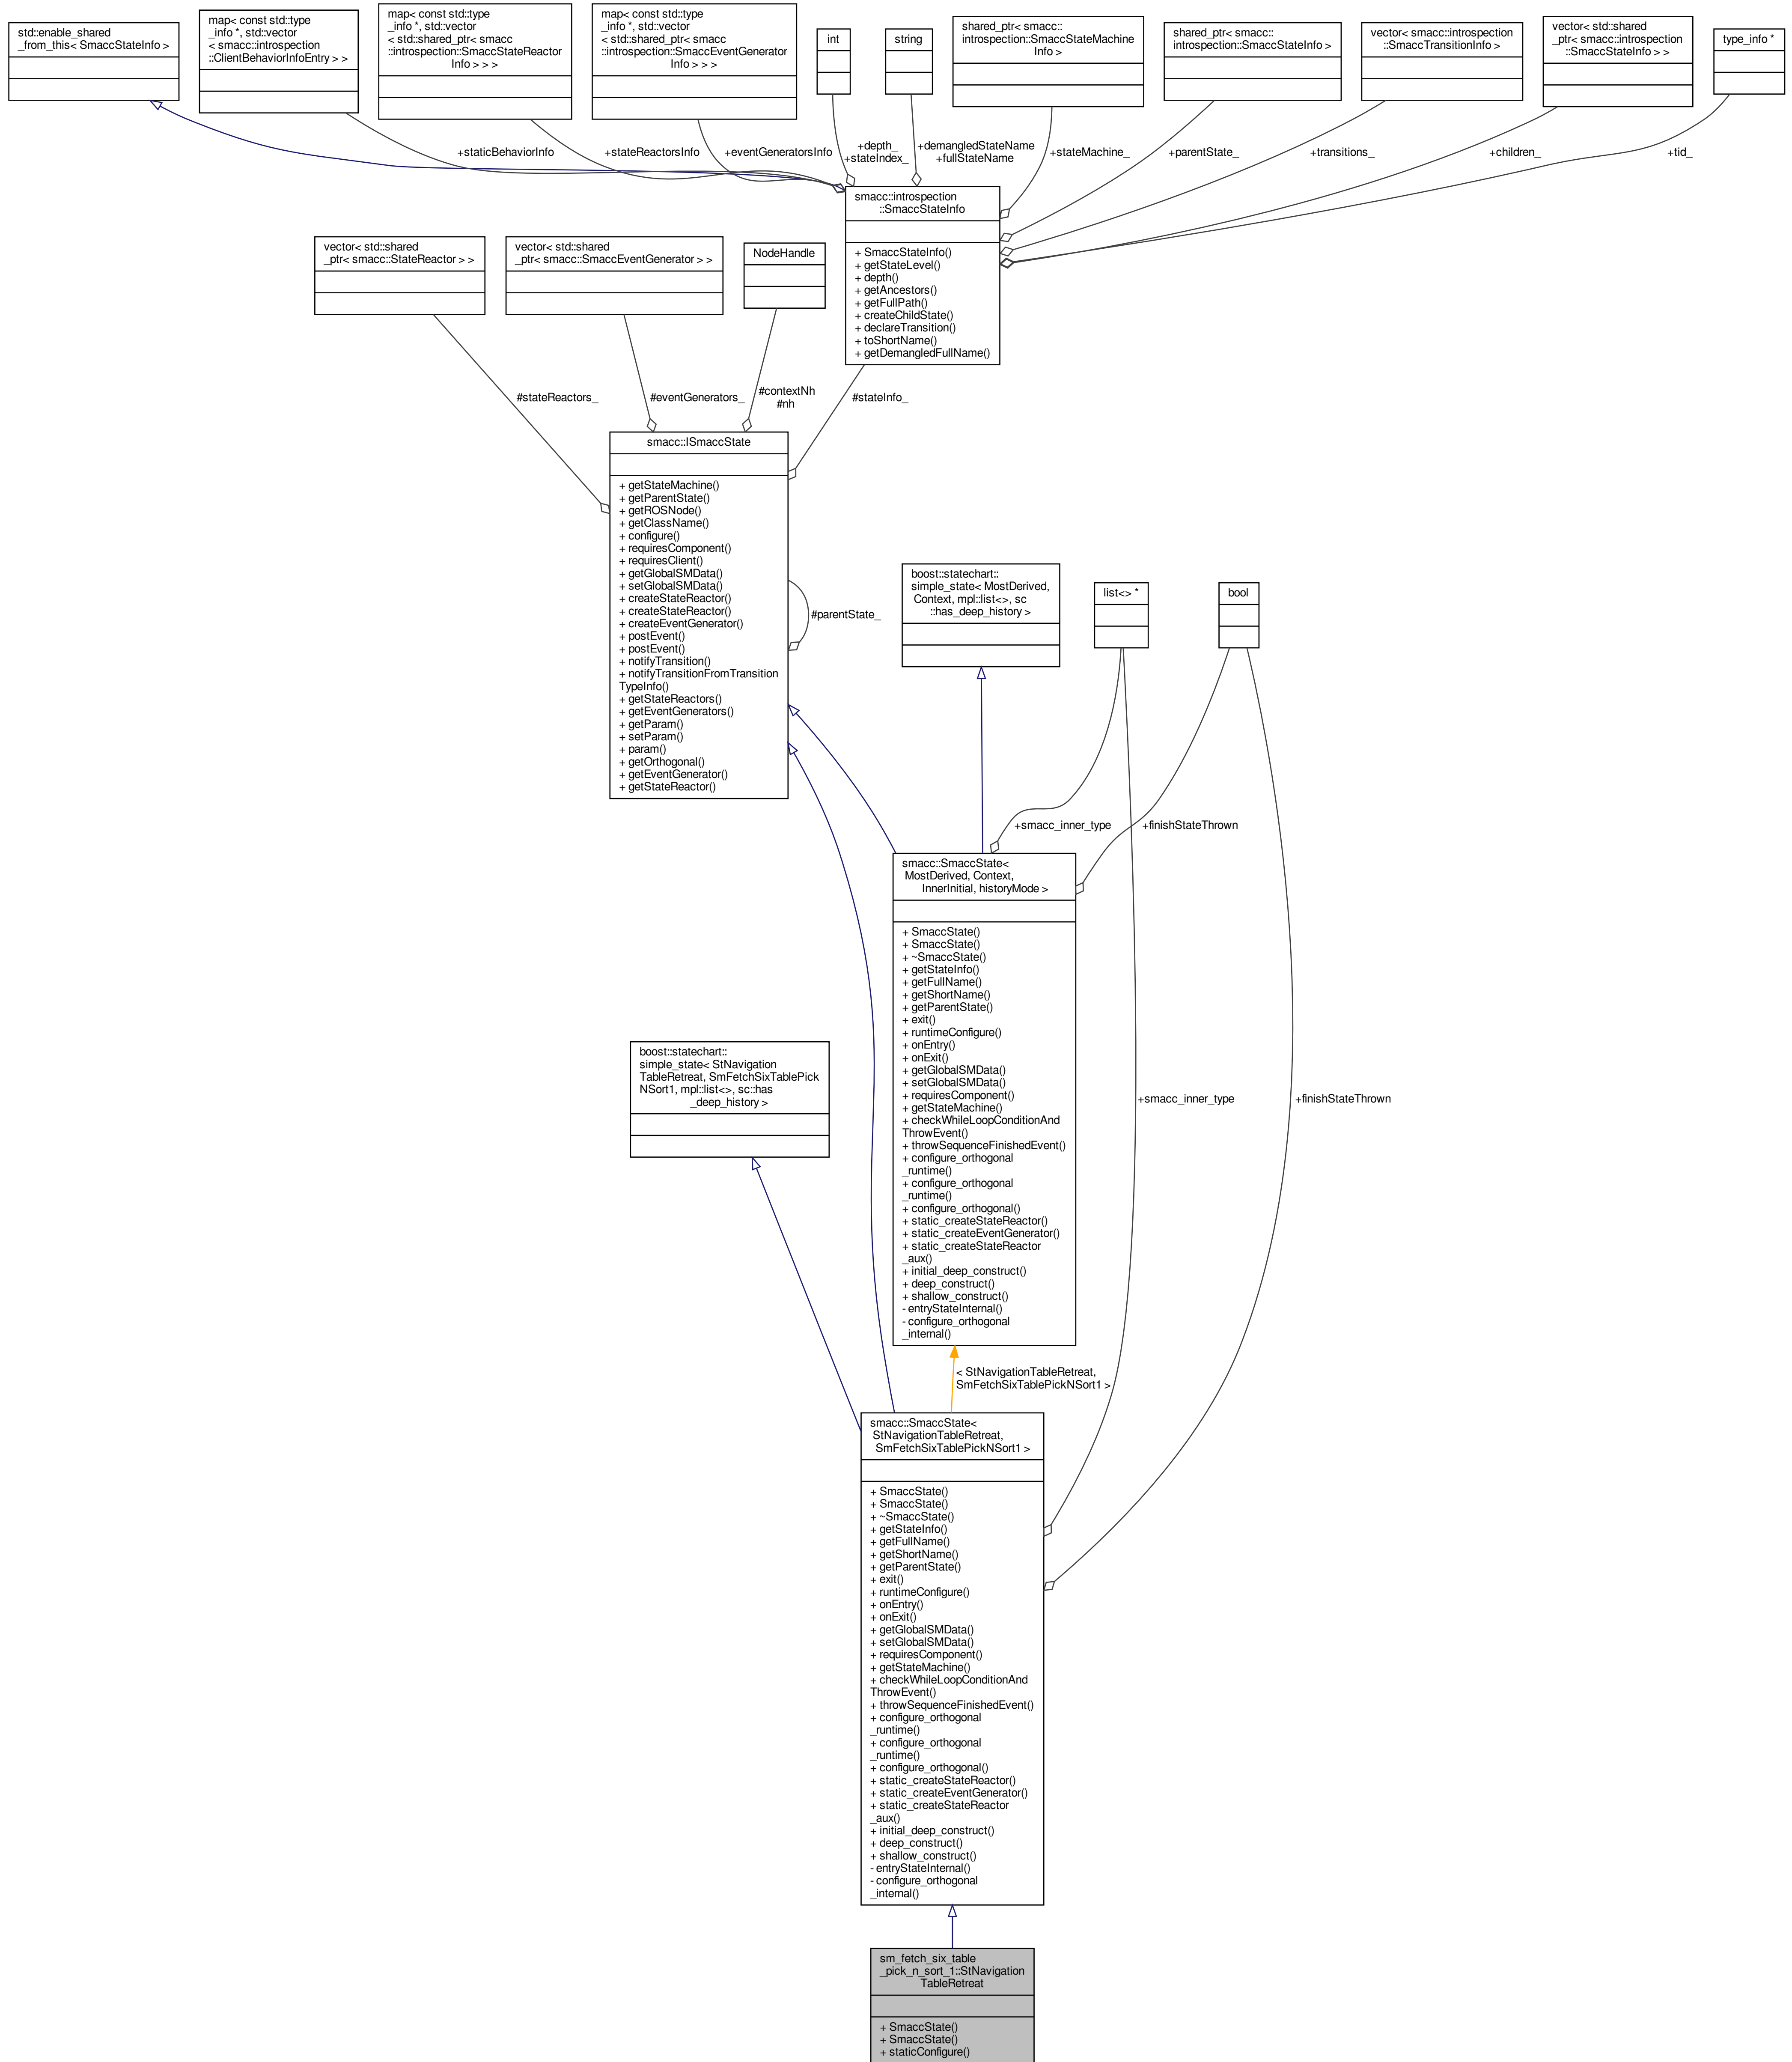 std::enable_shared
_from_this< SmaccStateInfo >
map< const std::type
_info *, std::vector
< smacc::introspection
::ClientBehaviorInfoEntry > >
map< const std::type
_info *, std::vector
< std::shared_ptr< smacc
::introspection::SmaccStateReactor
Info > > >
map< const std::type
_info *, std::vector
< std::shared_ptr< smacc
::introspection::SmaccEventGenerator
Info > > >
int
string
shared_ptr< smacc::
introspection::SmaccStateMachine
Info >
shared_ptr< smacc::
introspection::SmaccStateInfo >
vector< smacc::introspection
::SmaccTransitionInfo >
vector< std::shared
_ptr< smacc::introspection
::SmaccStateInfo > >
type_info *
+staticBehaviorInfo
+stateReactorsInfo
+eventGeneratorsInfo
+depth_
+stateIndex_
+demangledStateName
+fullStateName
+stateMachine_
+parentState_
+transitions_
+children_
+tid_
smacc::introspection
::SmaccStateInfo
+ SmaccStateInfo()
+ getStateLevel()
+ depth()
+ getAncestors()
+ getFullPath()
+ createChildState()
+ declareTransition()
+ toShortName()
+ getDemangledFullName()
vector< std::shared
_ptr< smacc::StateReactor > >
vector< std::shared
_ptr< smacc::SmaccEventGenerator > >
NodeHandle
#stateReactors_
#eventGenerators_
#contextNh
#nh
#stateInfo_
smacc::ISmaccState
+ getStateMachine()
+ getParentState()
+ getROSNode()
+ getClassName()
+ configure()
+ requiresComponent()
+ requiresClient()
+ getGlobalSMData()
+ setGlobalSMData()
+ createStateReactor()
+ createStateReactor()
+ createEventGenerator()
+ postEvent()
+ postEvent()
+ notifyTransition()
+ notifyTransitionFromTransition
TypeInfo()
+ getStateReactors()
+ getEventGenerators()
+ getParam()
+ setParam()
+ param()
+ getOrthogonal()
+ getEventGenerator()
+ getStateReactor()
#parentState_
boost::statechart::
simple_state< MostDerived,
Context, mpl::list<>, sc
::has_deep_history >
list<> *
bool
+smacc_inner_type
+finishStateThrown
smacc::SmaccState<
MostDerived, Context,
InnerInitial, historyMode >
+ SmaccState()
+ SmaccState()
+ ~SmaccState()
+ getStateInfo()
+ getFullName()
+ getShortName()
+ getParentState()
+ exit()
+ runtimeConfigure()
+ onEntry()
+ onExit()
+ getGlobalSMData()
+ setGlobalSMData()
+ requiresComponent()
+ getStateMachine()
+ checkWhileLoopConditionAnd
ThrowEvent()
+ throwSequenceFinishedEvent()
+ configure_orthogonal
_runtime()
+ configure_orthogonal
_runtime()
+ configure_orthogonal()
+ static_createStateReactor()
+ static_createEventGenerator()
+ static_createStateReactor
_aux()
+ initial_deep_construct()
+ deep_construct()
+ shallow_construct()
- entryStateInternal()
- configure_orthogonal
_internal()
boost::statechart::
simple_state< StNavigation
TableRetreat, SmFetchSixTablePick
NSort1, mpl::list<>, sc::has
_deep_history >
+smacc_inner_type
+finishStateThrown
< StNavigationTableRetreat,
SmFetchSixTablePickNSort1 >
smacc::SmaccState<
StNavigationTableRetreat,
SmFetchSixTablePickNSort1 >
+ SmaccState()
+ SmaccState()
+ ~SmaccState()
+ getStateInfo()
+ getFullName()
+ getShortName()
+ getParentState()
+ exit()
+ runtimeConfigure()
+ onEntry()
+ onExit()
+ getGlobalSMData()
+ setGlobalSMData()
+ requiresComponent()
+ getStateMachine()
+ checkWhileLoopConditionAnd
ThrowEvent()
+ throwSequenceFinishedEvent()
+ configure_orthogonal
_runtime()
+ configure_orthogonal
_runtime()
+ configure_orthogonal()
+ static_createStateReactor()
+ static_createEventGenerator()
+ static_createStateReactor
_aux()
+ initial_deep_construct()
+ deep_construct()
+ shallow_construct()
- entryStateInternal()
- configure_orthogonal
_internal()
sm_fetch_six_table
_pick_n_sort_1::StNavigation
TableRetreat
+ SmaccState()
+ SmaccState()
+ staticConfigure()